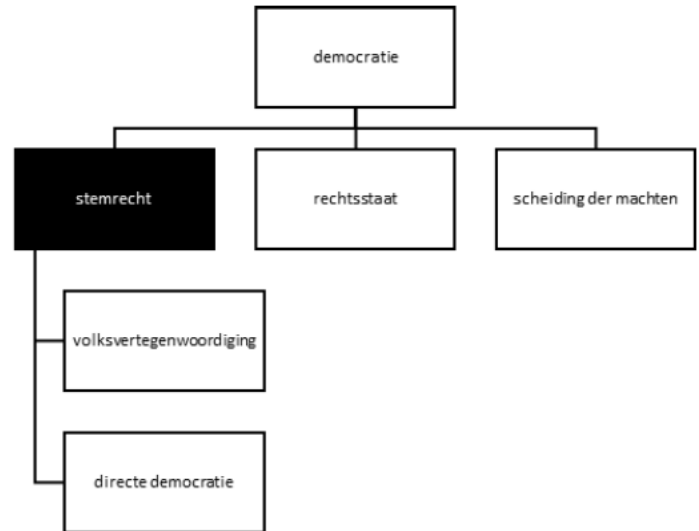 democratie
stemrecht
rechtsstaat
scheiding der machten
volksvertegenwoordiging
directe democratie